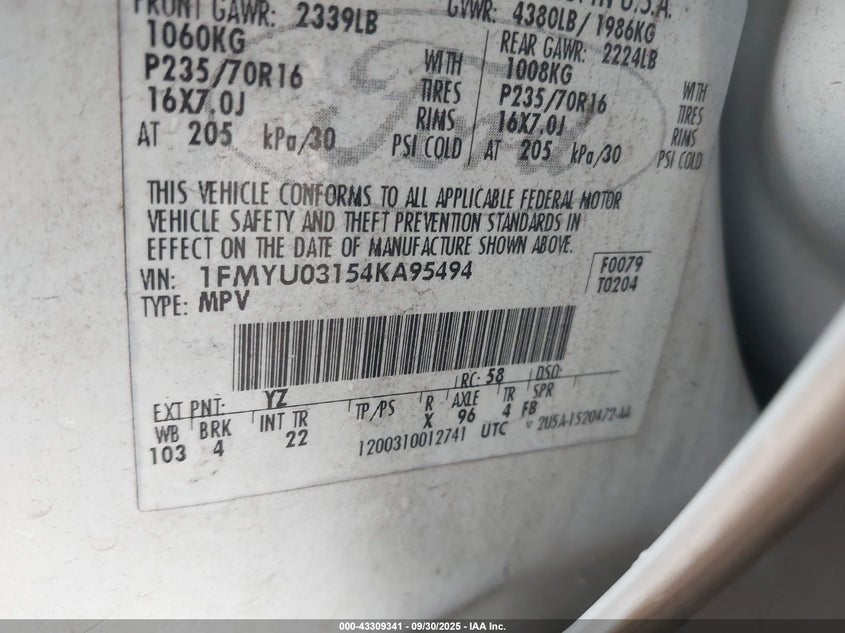 FRONT GAWR: 2339LB
1060KG
P235/70R16 WITH
16X7.0J TIRES
RIMS
AT 205 kPa/30 PSI COLD
IN U.S.A.
GVWR: 4380LB/1986KG
REAR GAWR: 2224LB
1008KG
P235/70R16 WITH
16X7.0J TIRES
RIMS
AT 205 kPa/30 PSI COLD
Ford
THIS VEHICLE CONFORMS TO ALL APPLICABLE FEDERAL MOTOR
VEHICLE SAFETY AND THEFT PREVENTION STANDARDS IN
EFFECT ON THE DATE OF MANUFACTURE SHOWN ABOVE.
VIN: 1FMYU03154KA95494
TYPE: MPV
F0079
T0204
RC: 58 DSO:
EXT PNT: YZ
WB BRK INT TR TP/PS R AXLE TR SPR
103 4 22 X 96 4 FB
1200310012741 UTC
2U5A-1520472-AA
000-43309341 / 09/30/2025 — IAA Inc.